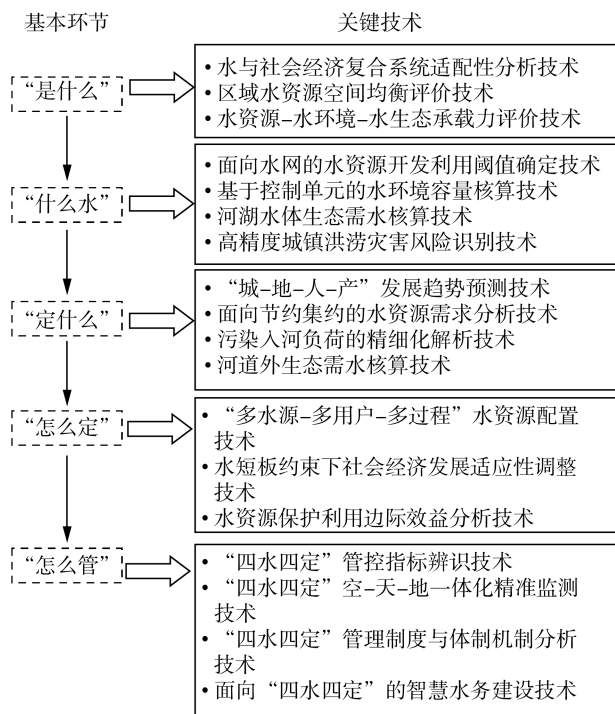 基本环节
关键技术
“是什么”
• 水与社会经济复合系统适配性分析技术
• 区域水资源空间均衡评价技术
• 水资源–水环境–水生态承载力评价技术
“什么水”
• 面向水网的水资源开发利用阈值确定技术
• 基于控制单元的水环境容量核算技术
• 河湖水体生态需水核算技术
• 高精度城镇洪涝灾害风险识别技术
“定什么”
• “城–地–人–产”发展趋势预测技术
• 面向节约集约的水资源需求分析技术
• 污染入河负荷的精细化解析技术
• 河道外生态需水核算技术
“怎么定”
• “多水源–多用户–多过程”水资源配置
技术
• 水短板约束下社会经济发展适应性调整
技术
• 水资源保护利用边际效益分析技术
“怎么管”
• “四水四定”管控指标辨识技术
• “四水四定”空–天–地一体化精准监测
技术
• “四水四定”管理制度与体制机制分析
技术
• 面向“四水四定”的智慧水务建设技术